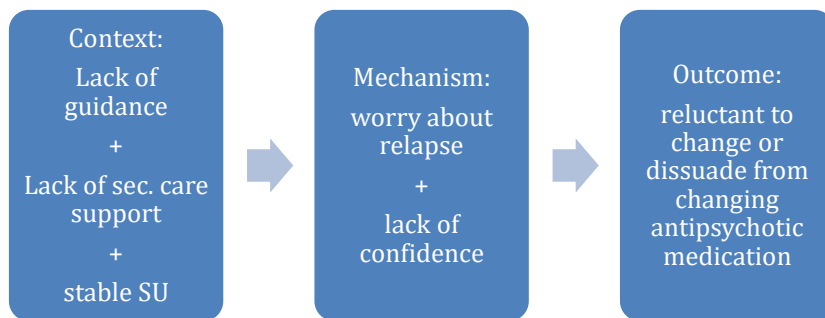 Context:
Lack of
guidance
+
Lack of sec. care
support
+
stable SU
Mechanism:
worry about
relapse
+
lack of
confidence
Outcome:
reluctant to
change or
dissuade from
changing
antipsychotic
medication